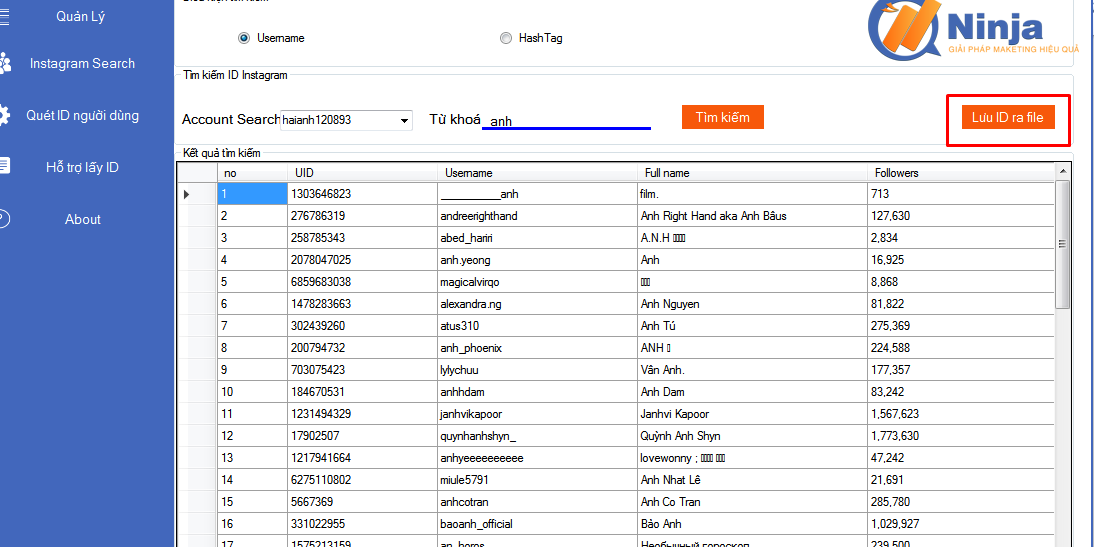 Quản Lý
Instagram Search
Quét ID người dùng
Hỗ trợ lấy ID
About
Username
HashTag
Ninja
GIẢI PHÁP MAKETING HIỆU QUẢ
Tìm kiếm ID Instagram
Account Search haianh120893 Từ khoá anh Tìm kiếm Lưu ID ra file
Kết quả tìm kiếm
no UID Username Full name Followers
1 1303646823 ___________anh film. 713
2 276786319 andreerighthand Anh Right Hand aka Anh Bâus 127,630
3 258785343 abed_hariri A.N.H 2,834
4 2078047025 anh.yeong Anh 16,925
5 6859683038 magicalvirqo 8,868
6 1478283663 alexandra.ng Anh Nguyen 81,822
7 302439260 atus310 Anh Tú 275,369
8 200794732 anh_phoenix ANH 224,588
9 703075423 lylychuu Vân Anh. 177,357
10 184670531 anhhdam Anh Dam 83,242
11 1231494329 janhvikapoor Janhvi Kapoor 1,567,623
12 17902507 quynhanhshyn_ Quỳnh Anh Shyn 1,773,630
13 1217941664 anhyeeeeeeeeee lovewonny ; 47,242
14 6275110802 miule5791 Anh Nhat Lê 21,691
15 5667369 anhcotran Anh Co Tran 285,780
16 331022955 baoanh_official Bảo Anh 1,029,927
17 1575213159 Необычный гороскоп 239,500